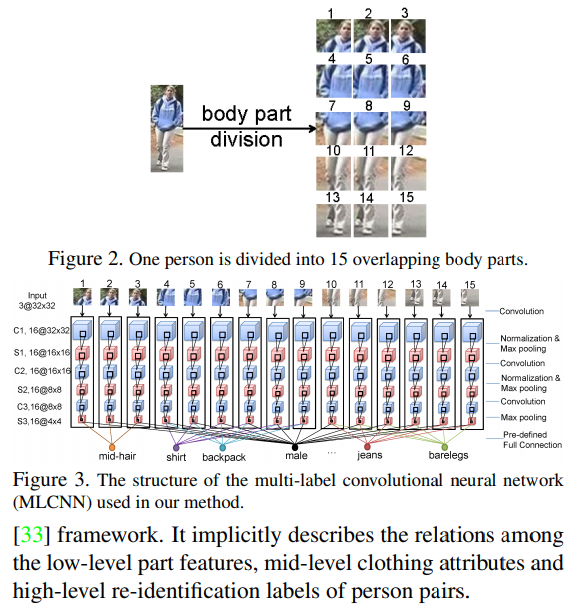 1 2 3
4 5 6
7 8 9
10 11 12
13 14 15
body part
division
Figure 2. One person is divided into 15 overlapping body parts.
1 2 3 4 5 6 7 8 9 10 11 12 13 14 15
Input
3@32x32
Convolution
C1, 16@32x32
Normalization &
Max pooling
S1, 16@16x16
Convolution
C2, 16@16x16
Normalization &
Max pooling
S2,16@8x8
Convolution
C3,16@8x8
Max pooling
S3,16@4x4
Pre-defined
Full Connection
mid-hair shirt backpack male ... jeans barelegs
Figure 3. The structure of the multi-label convolutional neural network
(MLCNN) used in our method.
[33] framework. It implicitly describes the relations among
the low-level part features, mid-level clothing attributes and
high-level re-identification labels of person pairs.